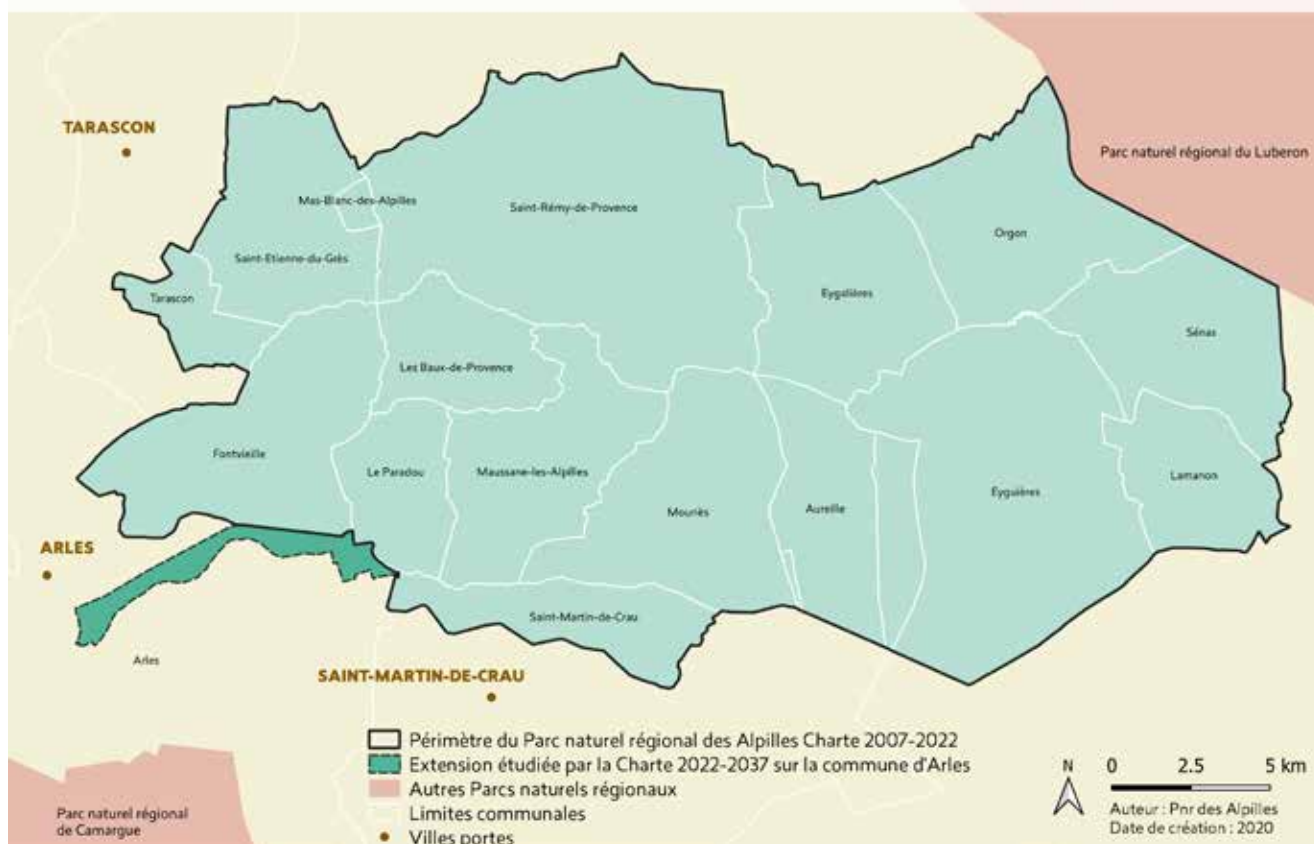 TARASCON
Parc naturel régional du Luberon
Mas-Blanc-des-Alpilles
Saint-Rémy-de-Provence
Orgon
Saint-Etienne-du-Grès
Tarascon
Eygalières
Sénas
Les Baux-de-Provence
Fontvieille
Le Paradou
Maussane-les-Alpilles
Mouriès
Aureille
Eyguières
Lamanon
ARLES
Arles
Saint-Martin-de-Crau
SAINT-MARTIN-DE-CRAU
Périmètre du Parc naturel régional des Alpilles Charte 2007-2022
Extension étudiée par la Charte 2022-2037 sur la commune d'Arles
Autres Parcs naturels régionaux
Limites communales
Villes portes
N
0 2.5 5 km
Auteur : Pnr des Alpilles
Date de création : 2020
Parc naturel régional
de Camargue